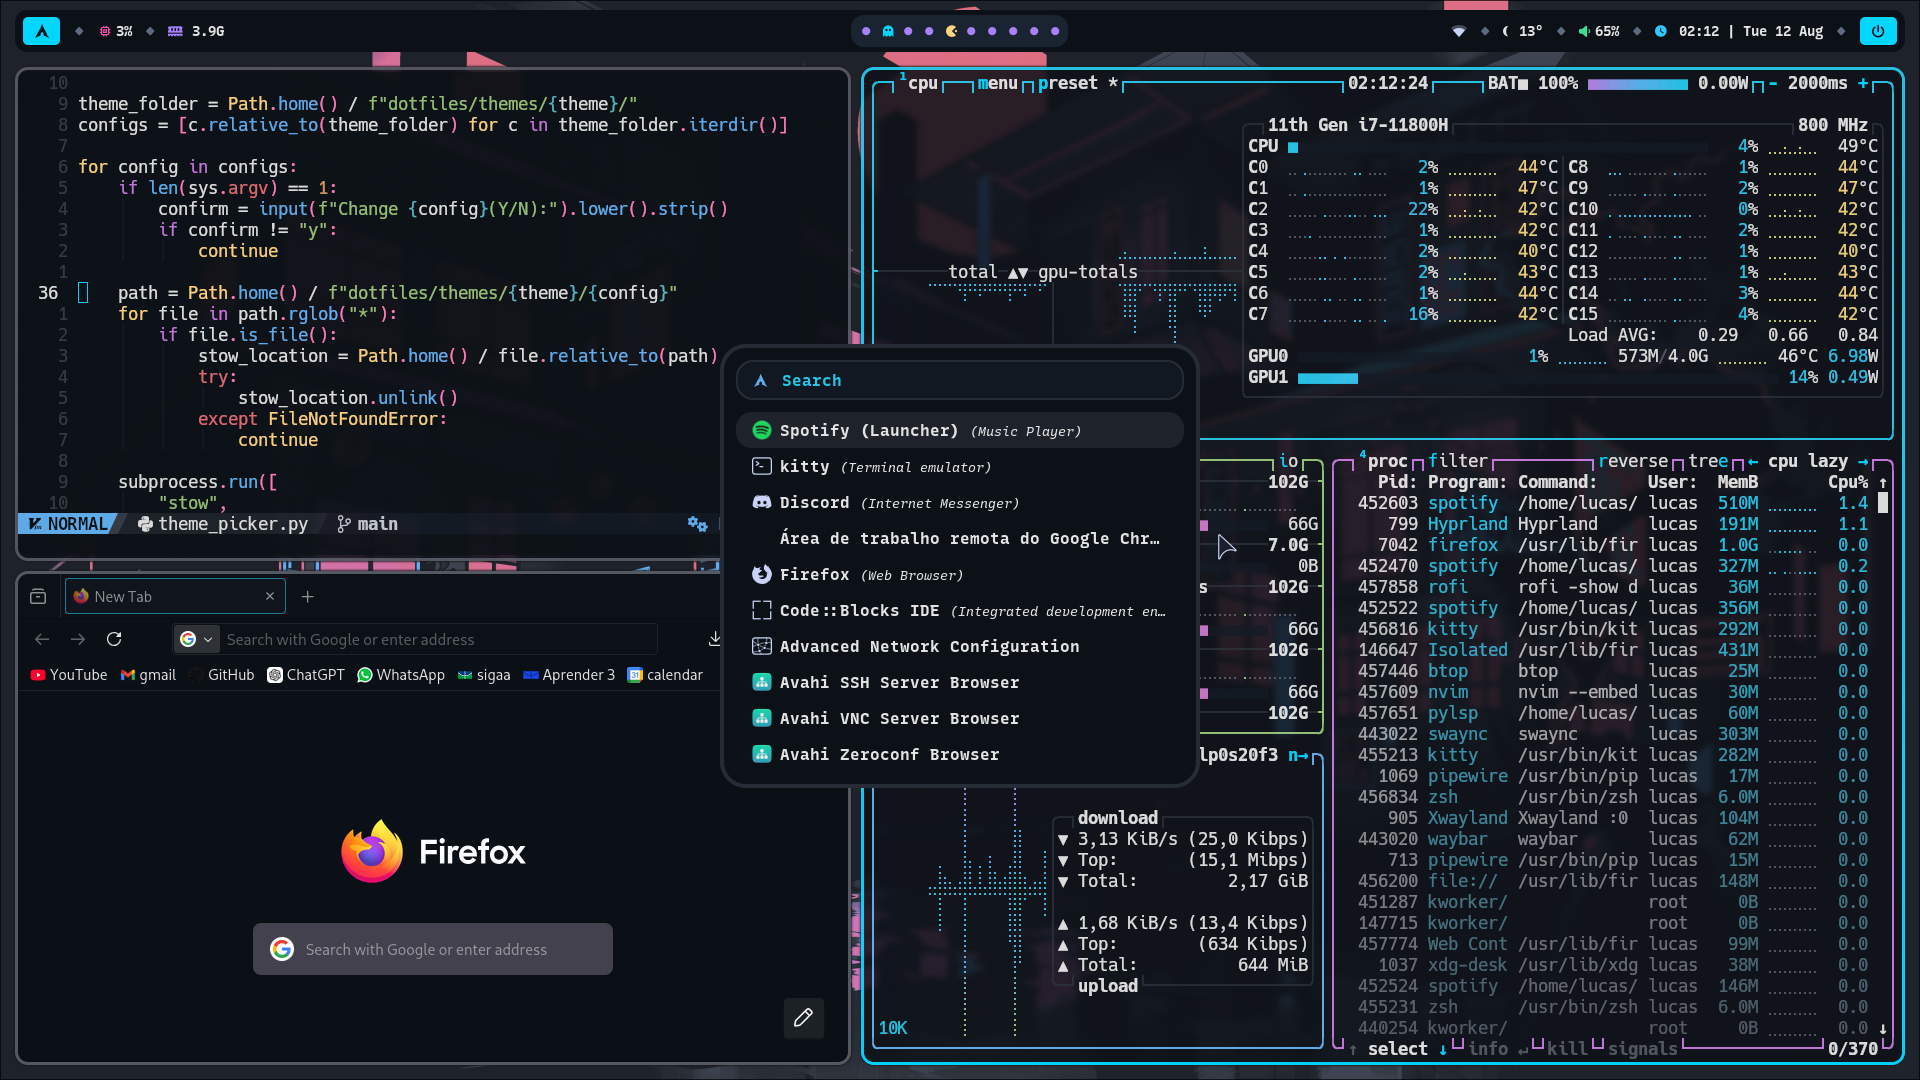 3%
3.9G
13°
65%
02:12 | Tue 12 Aug
10
9 theme_folder = Path.home() / f"dotfiles/themes/{theme}/"
8 configs = [c.relative_to(theme_folder) for c in theme_folder.iterdir()]
7
6 for config in configs:
5 if len(sys.argv) == 1:
4 confirm = input(f"Change {config}(Y/N):").lower().strip()
3 if confirm != "y":
2 continue
1
36 path = Path.home() / f"dotfiles/themes/{theme}/{config}"
1 for file in path.rglob("*"):
2 if file.is_file():
3 stow_location = Path.home() / file.relative_to(path)
4 try:
5 stow_location.unlink()
6 except FileNotFoundError:
7 continue
8
9 subprocess.run([
10 "stow",
NORMAL theme_picker.py main
New Tab
Search with Google or enter address
YouTube gmail GitHub ChatGPT WhatsApp sigaa Aprender 3 calendar
Firefox
Search with Google or enter address
Search
Spotify (Launcher) (Music Player)
kitty (Terminal emulator)
Discord (Internet Messenger)
Área de trabalho remota do Google Chr…
Firefox (Web Browser)
Code::Blocks IDE (Integrated development en…
Advanced Network Configuration
Avahi SSH Server Browser
Avahi VNC Server Browser
Avahi Zeroconf Browser
¹cpu menu preset * 02:12:24 BAT■ 100% 0.00W - 2000ms +
11th Gen i7-11800H 800 MHz
CPU 4% 49°C
C0 2% 44°C C8 1% 44°C
C1 1% 47°C C9 2% 47°C
C2 22% 42°C C10 0% 42°C
C3 1% 42°C C11 2% 42°C
C4 2% 40°C C12 1% 40°C
C5 2% 43°C C13 1% 43°C
C6 1% 44°C C14 3% 44°C
C7 16% 42°C C15 4% 42°C
Load AVG: 0.29 0.66 0.84
GPU0 1% 573M/4.0G 46°C 6.98W
GPU1 14% 0.49W
total ▲▼ gpu-totals
io
102G
66G
7.0G
0B
s 102G
66G
102G
66G
102G
lp0s20f3 n→
download
▼ 3,13 KiB/s (25,0 Kibps)
▼ Top: (15,1 Mibps)
▼ Total: 2,17 GiB
▲ 1,68 KiB/s (13,4 Kibps)
▲ Top: (634 Kibps)
▲ Total: 644 MiB
upload
10K
⁴proc filter reverse tree ← cpu lazy →
Pid: Program: Command: User: MemB Cpu% ↑
452603 spotify /home/lucas/ lucas 510M 1.4
799 Hyprland Hyprland lucas 191M 1.1
7042 firefox /usr/lib/fir lucas 1.0G 0.0
452470 spotify /home/lucas/ lucas 327M 0.2
457858 rofi rofi -show d lucas 36M 0.0
452522 spotify /home/lucas/ lucas 356M 0.0
456816 kitty /usr/bin/kit lucas 292M 0.0
146647 Isolated /usr/lib/fir lucas 431M 0.0
457446 btop btop lucas 25M 0.0
457609 nvim nvim --embed lucas 30M 0.0
457651 pylsp /home/lucas/ lucas 60M 0.0
443022 swaync swaync lucas 303M 0.0
455213 kitty /usr/bin/kit lucas 282M 0.0
1069 pipewire /usr/bin/pip lucas 17M 0.0
456834 zsh /usr/bin/zsh lucas 6.0M 0.0
905 Xwayland Xwayland :0 lucas 104M 0.0
443020 waybar waybar lucas 62M 0.0
713 pipewire /usr/bin/pip lucas 15M 0.0
456200 file:// /usr/lib/fir lucas 148M 0.0
451287 kworker/ root 0B 0.0
147715 kworker/ root 0B 0.0
457774 Web Cont /usr/lib/fir lucas 99M 0.0
1037 xdg-desk /usr/lib/xdg lucas 38M 0.0
452524 spotify /home/lucas/ lucas 146M 0.0
455231 zsh /usr/bin/zsh lucas 6.0M 0.0
440254 kworker/ root 0B 0.0 ↓
↑ select ↓ info ↵ kill signals 0/370